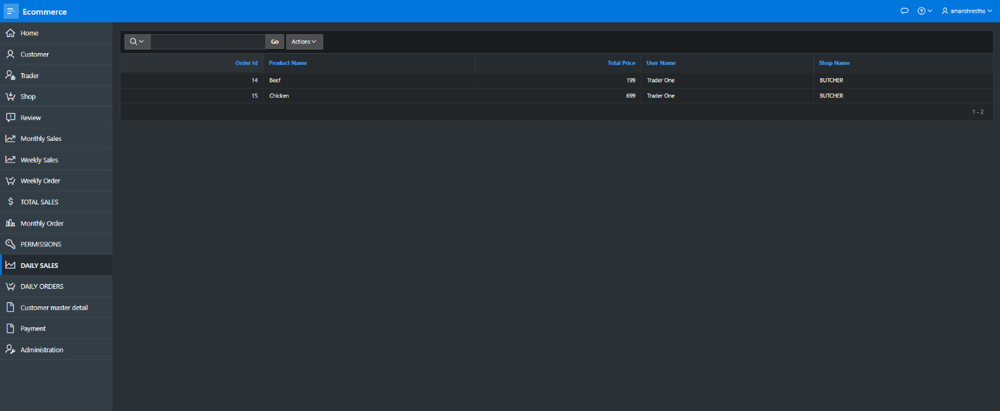 Ecommerce
amanshrestha
Home
Customer
Trader
Shop
Review
Monthly Sales
Weekly Sales
Weekly Order
TOTAL SALES
Monthly Order
PERMISSIONS
DAILY SALES
DAILY ORDERS
Customer master detail
Payment
Administration
Go Actions
Order Id Product Name Total Price User Name Shop Name
14 Beef 199 Trader One BUTCHER
15 Chicken 699 Trader One BUTCHER
1 - 2